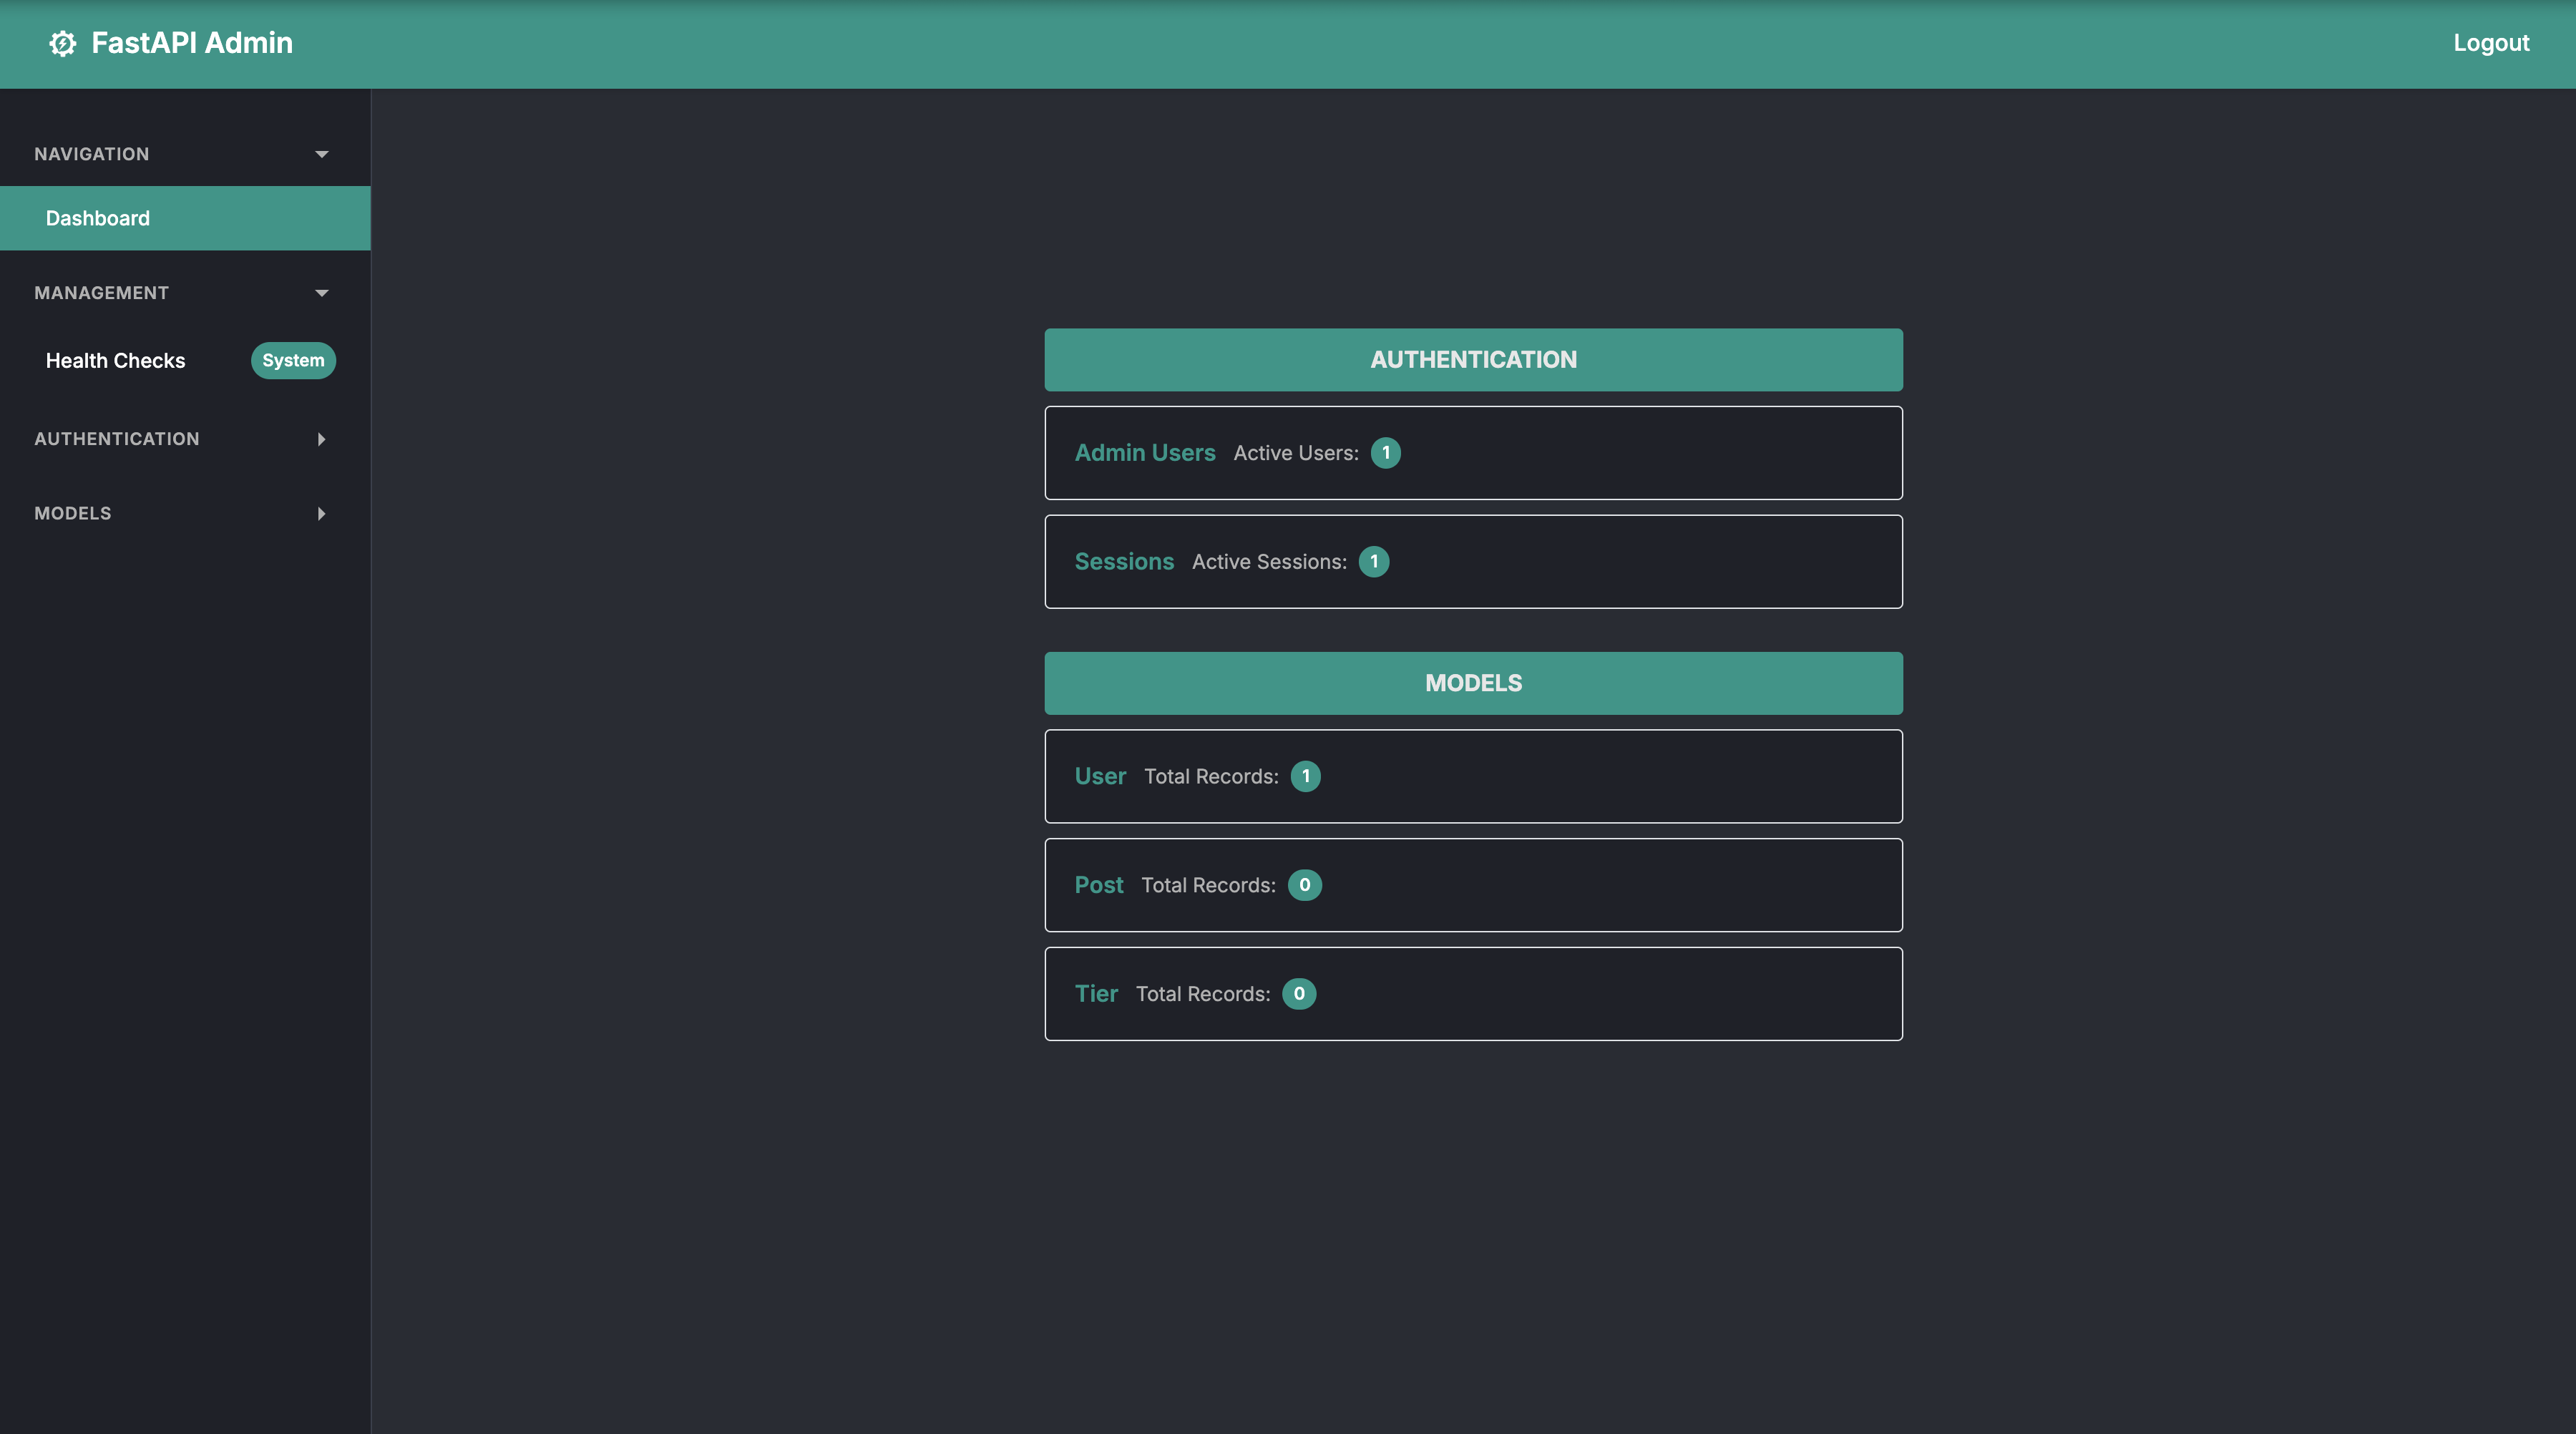 FastAPI Admin
Logout
NAVIGATION
Dashboard
MANAGEMENT
Health Checks System
AUTHENTICATION
MODELS
AUTHENTICATION
Admin Users Active Users: 1
Sessions Active Sessions: 1
MODELS
User Total Records: 1
Post Total Records: 0
Tier Total Records: 0